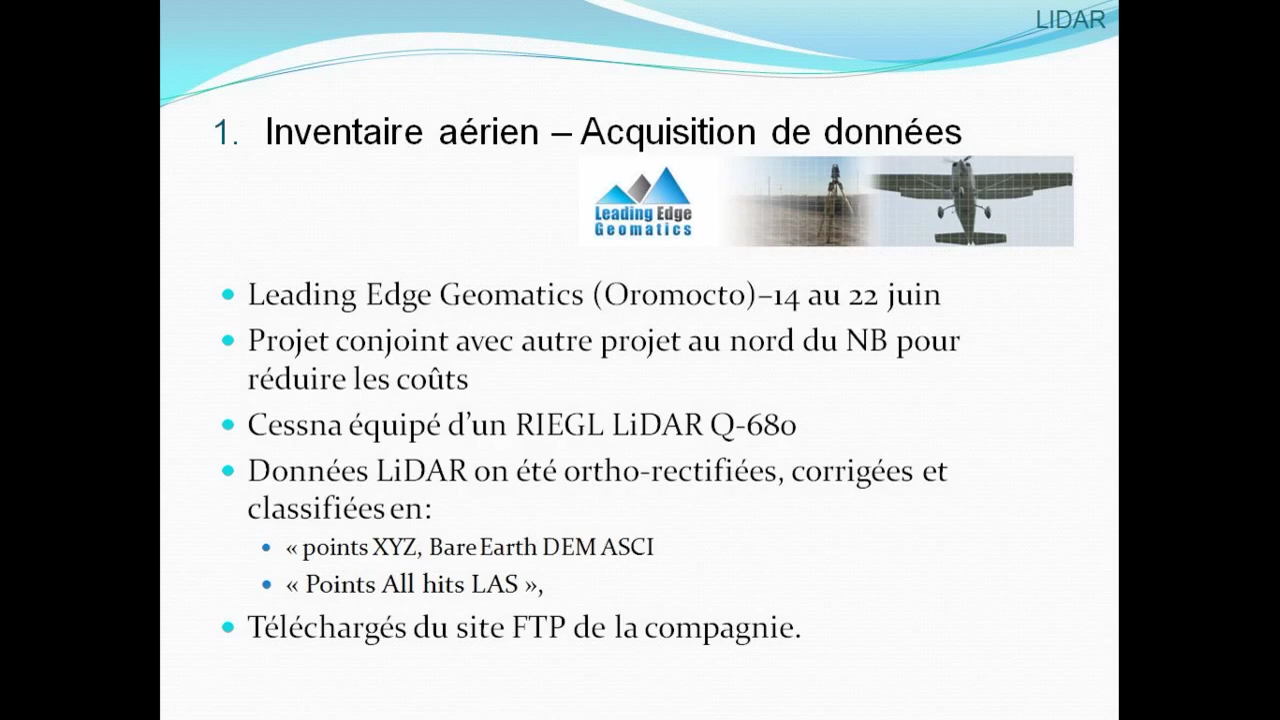 LIDAR
1. Inventaire aérien – Acquisition de données
Leading Edge
Geomatics
• Leading Edge Geomatics (Oromocto)–14 au 22 juin
• Projet conjoint avec autre projet au nord du NB pour
réduire les coûts
• Cessna équipé d’un RIEGL LiDAR Q-680
• Données LiDAR on été ortho-rectifiées, corrigées et
classifiées en:
• « points XYZ, Bare Earth DEM ASCI
• « Points All hits LAS »,
• Téléchargés du site FTP de la compagnie.